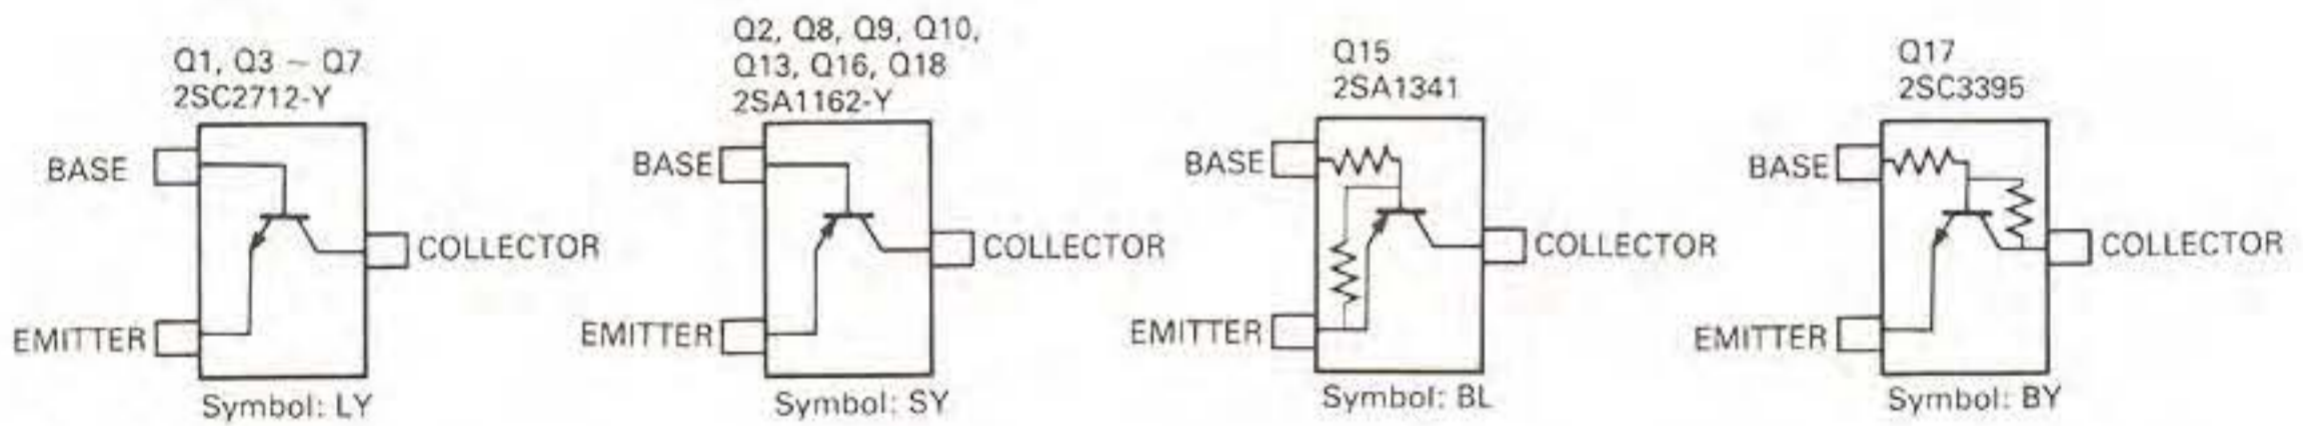 Q1, Q3 ~ Q7
2SC2712-Y
BASE
COLLECTOR
EMITTER
Symbol: LY
Q2, Q8, Q9, Q10,
Q13, Q16, Q18
2SA1162-Y
BASE
COLLECTOR
EMITTER
Symbol: SY
Q15
2SA1341
BASE
COLLECTOR
EMITTER
Symbol: BL
Q17
2SC3395
BASE
COLLECTOR
EMITTER
Symbol: BY